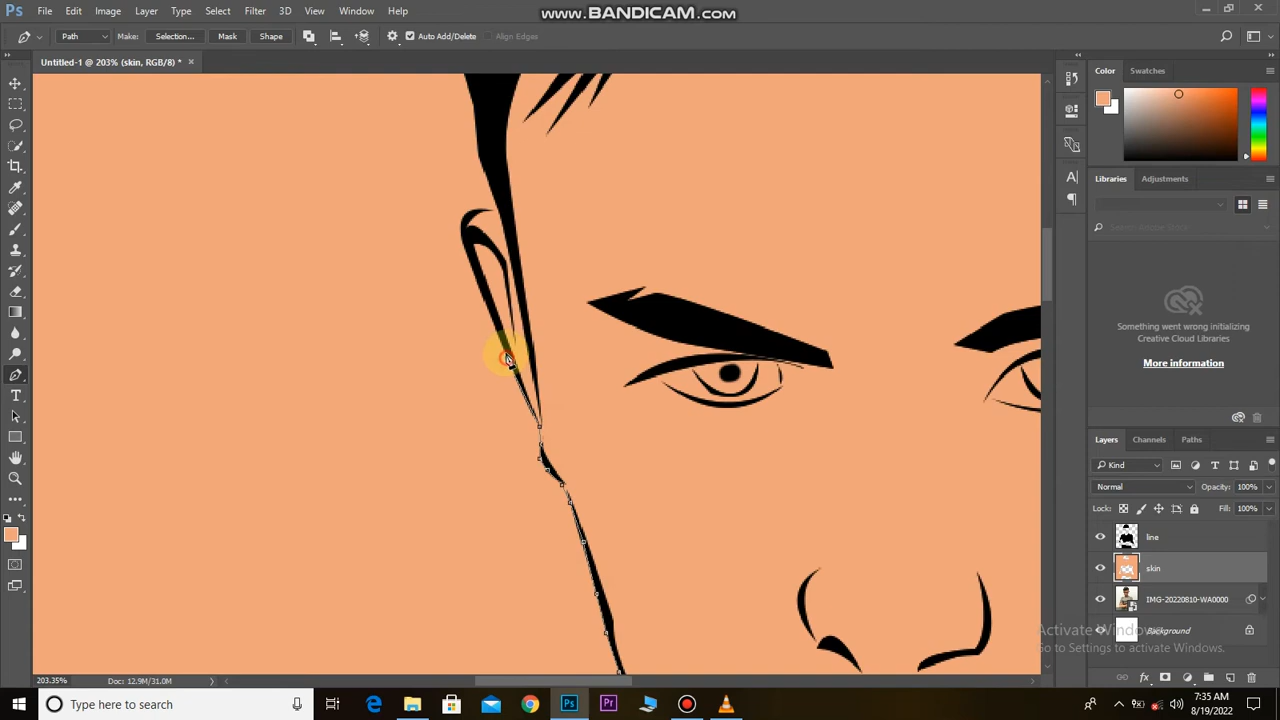 www.BANDICAM.com
Ps File Edit Image Layer Type Select Filter 3D View Window Help
Path Make: Selection... Mask Shape Auto Add/Delete Align Edges
Untitled-1 @ 203% (skin, RGB/8) * ×
Color Swatches
Libraries Adjustments
Something went wrong initializing
Creative Cloud Libraries
More information
Layers Channels Paths
Kind
Normal Opacity: 100%
Lock: Fill: 100%
line
skin
IMG-20220810-WA0000
Background
Activate Windows
Go to Settings to activate Windows.
203.35% Doc: 12.9M/31.0M
Type here to search
7:35 AM
8/19/2022